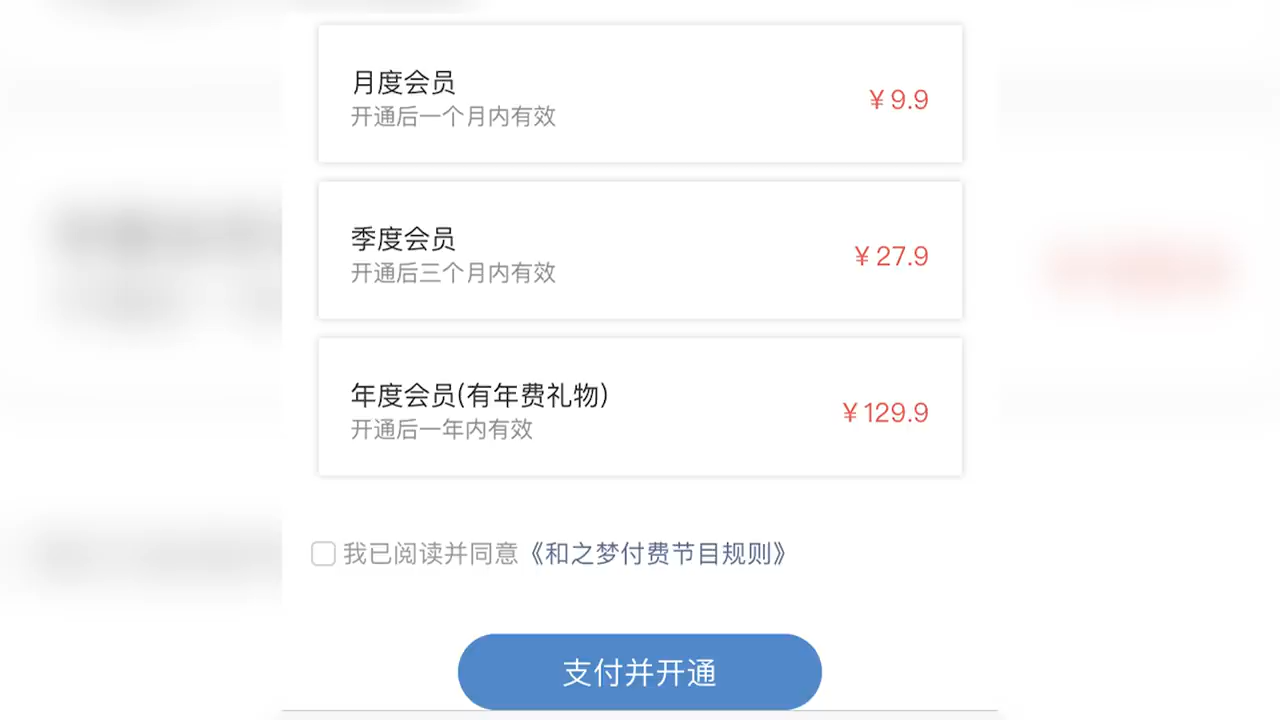 月度会员
开通后一个月内有效
￥9.9
季度会员
开通后三个月内有效
￥27.9
年度会员(有年费礼物)
开通后一年内有效
￥129.9
我已阅读并同意《和之梦付费节目规则》
支付并开通